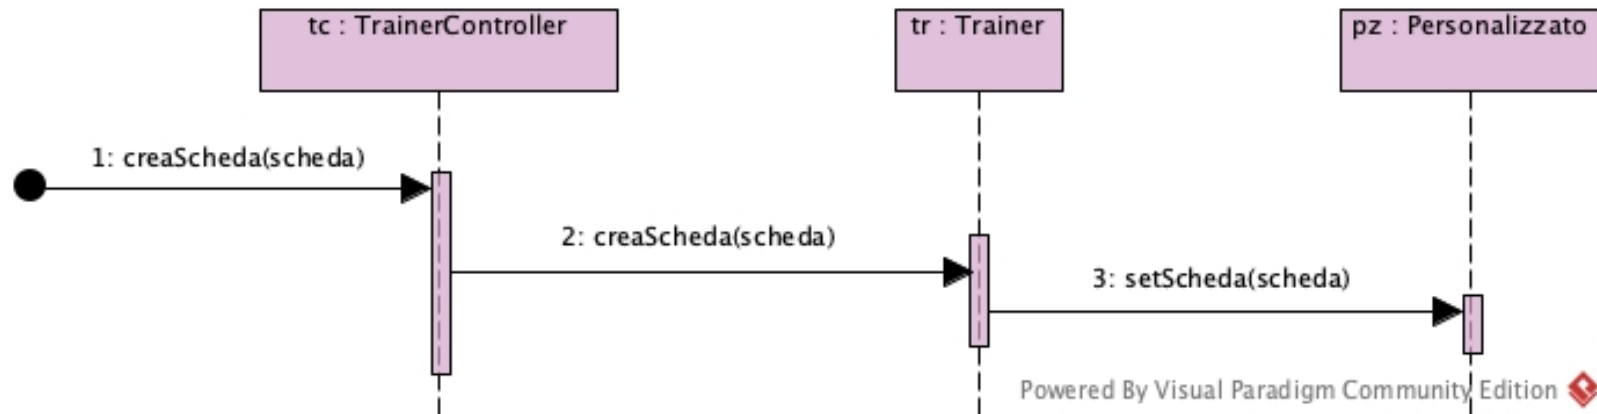 tc : TrainerController
tr : Trainer
pz : Personalizzato
1: creaScheda(scheda)
2: creaScheda(scheda)
3: setScheda(scheda)
Powered By Visual Paradigm Community Edition